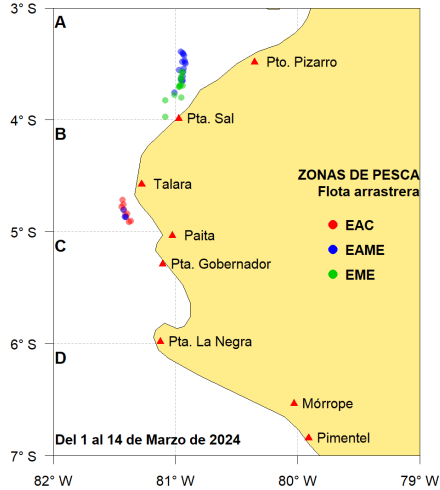 3° S
A
Pto. Pizarro
4° S
Pta. Sal
B
ZONAS DE PESCA
Flota arrastrera
Talara
EAC
5° S
Paita
C
EAME
Pta. Gobernador
EME
6° S
Pta. La Negra
D
Mórrope
Del 1 al 14 de Marzo de 2024
Pimentel
7° S
82° W
81° W
80° W
79° W